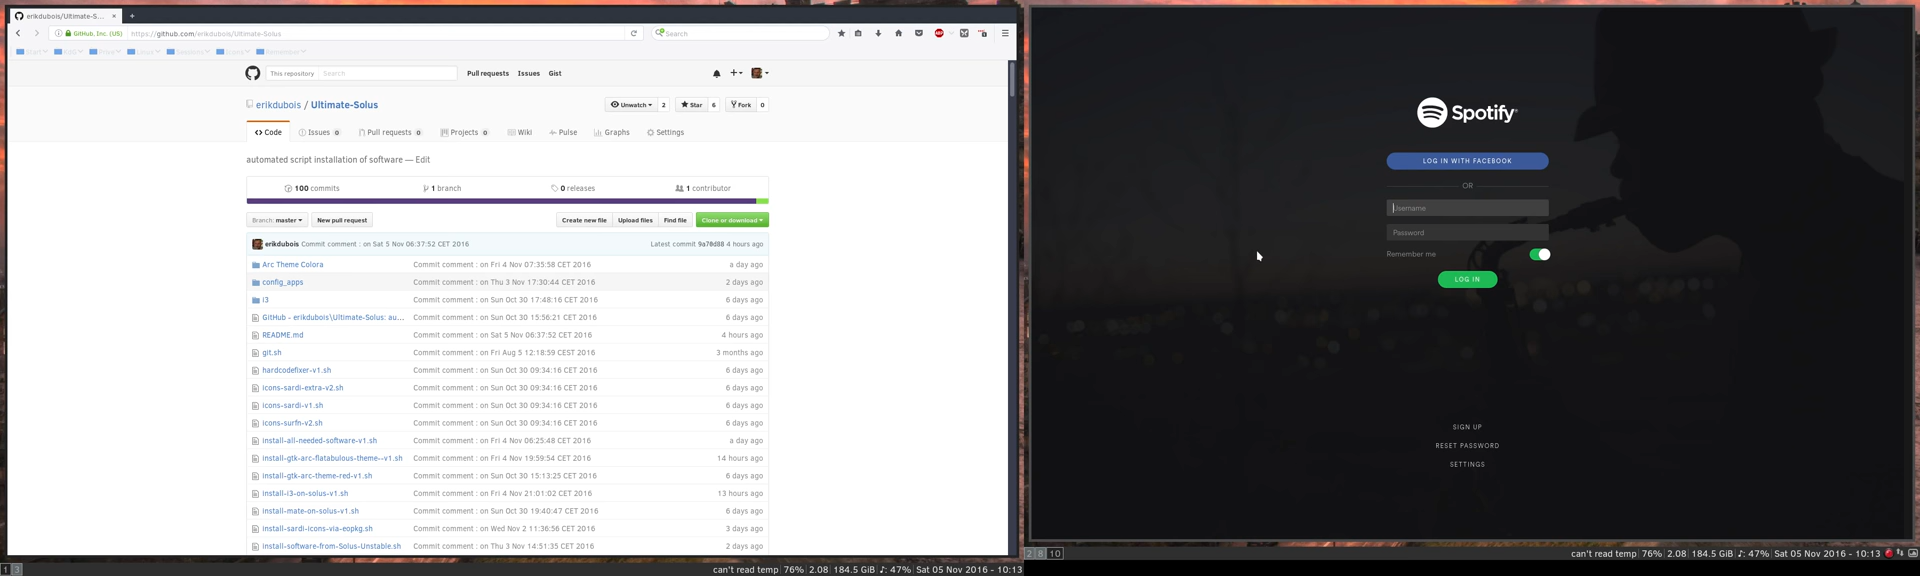 erikdubois/Ultimate-S...
GitHub, Inc. (US)
https://github.com/erikdubois/Ultimate-Solus
Search
This repository
Search
Pull requests Issues Gist
erikdubois / Ultimate-Solus
Unwatch 2
Star 6
Fork 0
<> Code
Issues 0
Pull requests 0
Projects 0
Wiki
Pulse
Graphs
Settings
automated script installation of software — Edit
100 commits
1 branch
0 releases
1 contributor
Branch: master
New pull request
Create new file
Upload files
Find file
Clone or download
erikdubois Commit comment : on Sat 5 Nov 06:37:52 CET 2016 Latest commit 9a70d88 4 hours ago
Arc Theme Colora Commit comment : on Fri 4 Nov 07:35:58 CET 2016 a day ago
config_apps Commit comment : on Thu 3 Nov 17:30:44 CET 2016 2 days ago
i3 Commit comment : on Sun Oct 30 17:48:16 CET 2016 6 days ago
GitHub - erikdubois\Ultimate-Solus: au... Commit comment : on Sun Oct 30 15:56:21 CET 2016 6 days ago
README.md Commit comment : on Sat 5 Nov 06:37:52 CET 2016 4 hours ago
git.sh Commit comment : on Fri Aug 5 12:18:59 CEST 2016 3 months ago
hardcodefixer-v1.sh Commit comment : on Sun Oct 30 09:34:16 CET 2016 6 days ago
icons-sardi-extra-v2.sh Commit comment : on Sun Oct 30 09:34:16 CET 2016 6 days ago
icons-sardi-v1.sh Commit comment : on Sun Oct 30 09:34:16 CET 2016 6 days ago
icons-surfn-v2.sh Commit comment : on Sun Oct 30 09:34:16 CET 2016 6 days ago
install-all-needed-software-v1.sh Commit comment : on Fri 4 Nov 06:25:48 CET 2016 a day ago
install-gtk-arc-flatabulous-theme--v1.sh Commit comment : on Fri 4 Nov 19:59:54 CET 2016 14 hours ago
install-gtk-arc-theme-red-v1.sh Commit comment : on Sun Oct 30 15:13:25 CET 2016 6 days ago
install-i3-on-solus-v1.sh Commit comment : on Fri 4 Nov 21:01:02 CET 2016 13 hours ago
install-mate-on-solus-v1.sh Commit comment : on Sun Oct 30 19:40:47 CET 2016 6 days ago
install-sardi-icons-via-eopkg.sh Commit comment : on Wed Nov 2 11:36:56 CET 2016 3 days ago
install-software-from-Solus-Unstable.sh Commit comment : on Thu 3 Nov 14:51:35 CET 2016 2 days ago
1 3
can't read temp 76% 2.08 184.5 GiB ♪: 47% Sat 05 Nov 2016 - 10:13
Spotify
LOG IN WITH FACEBOOK
OR
Username
Password
Remember me
LOG IN
SIGN UP
RESET PASSWORD
SETTINGS
2 8 10
can't read temp 76% 2.08 184.5 GiB ♪: 47% Sat 05 Nov 2016 - 10:13